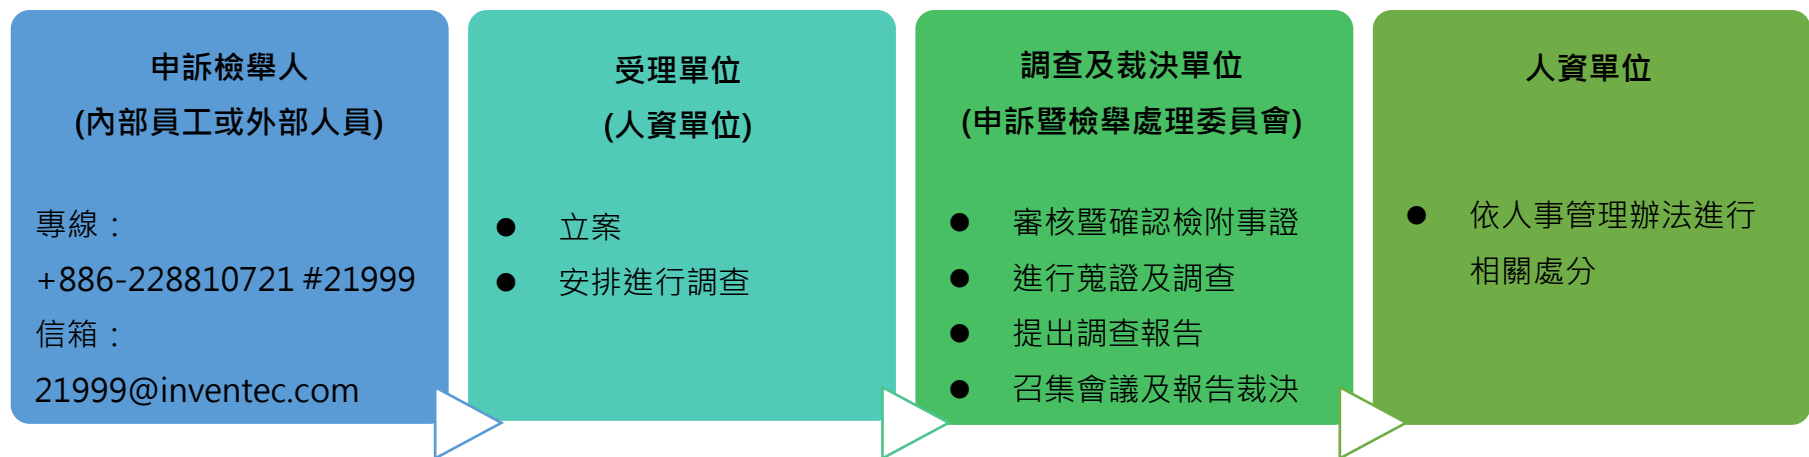 申訴檢舉人
(內部員工或外部人員)
專線：
+886-228810721 #21999
信箱：
21999@inventec.com
受理單位
(人資單位)
● 立案
● 安排進行調查
調查及裁決單位
(申訴暨檢舉處理委員會)
● 審核暨確認檢附事證
● 進行蒐證及調查
● 提出調查報告
● 召集會議及報告裁決
人資單位
● 依人事管理辦法進行
相關處分